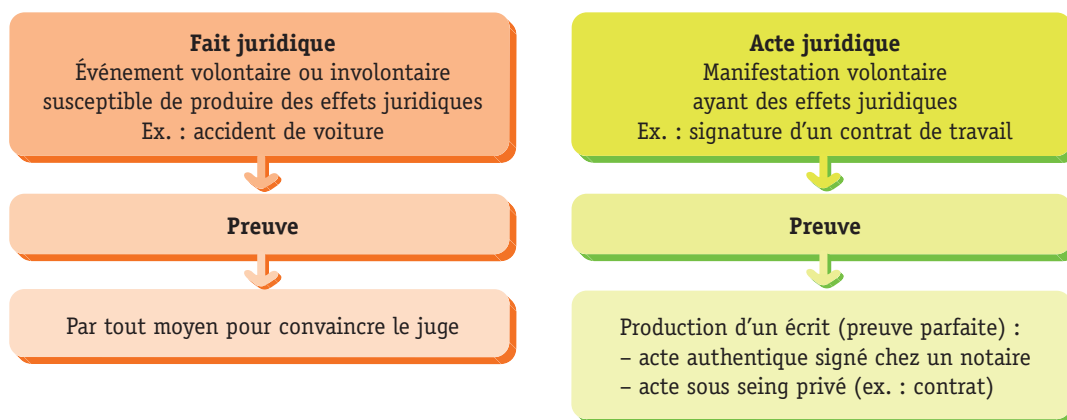 Fait juridique
Événement volontaire ou involontaire
susceptible de produire des effets juridiques
Ex. : accident de voiture
Preuve
Par tout moyen pour convaincre le juge
Acte juridique
Manifestation volontaire
ayant des effets juridiques
Ex. : signature d’un contrat de travail
Preuve
Production d’un écrit (preuve parfaite) :
– acte authentique signé chez un notaire
– acte sous seing privé (ex. : contrat)